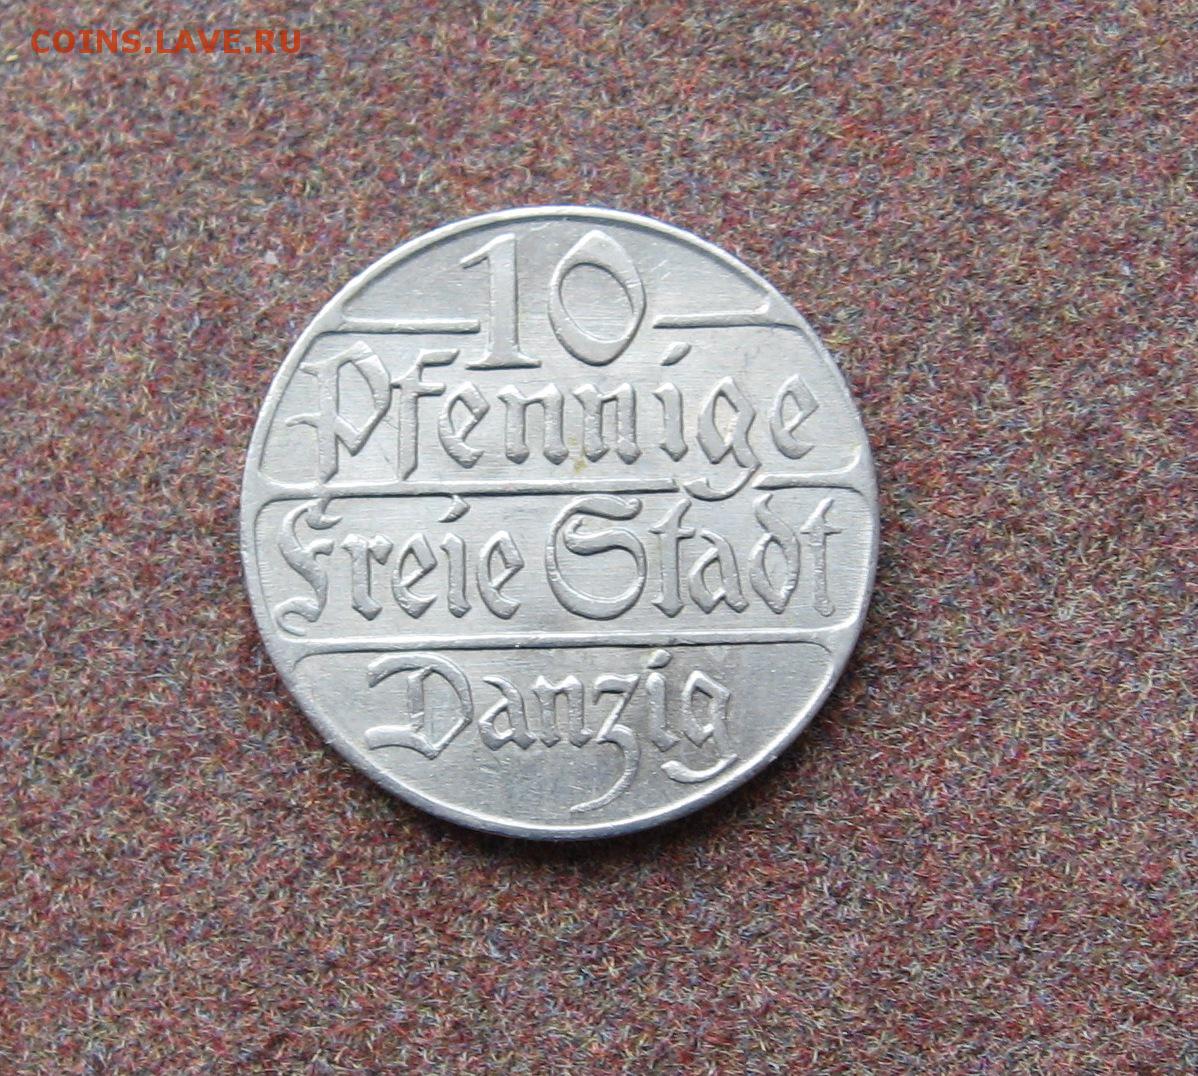 COINS.LAVE.RU
10
Pfennige
Freie Stadt
Danzig